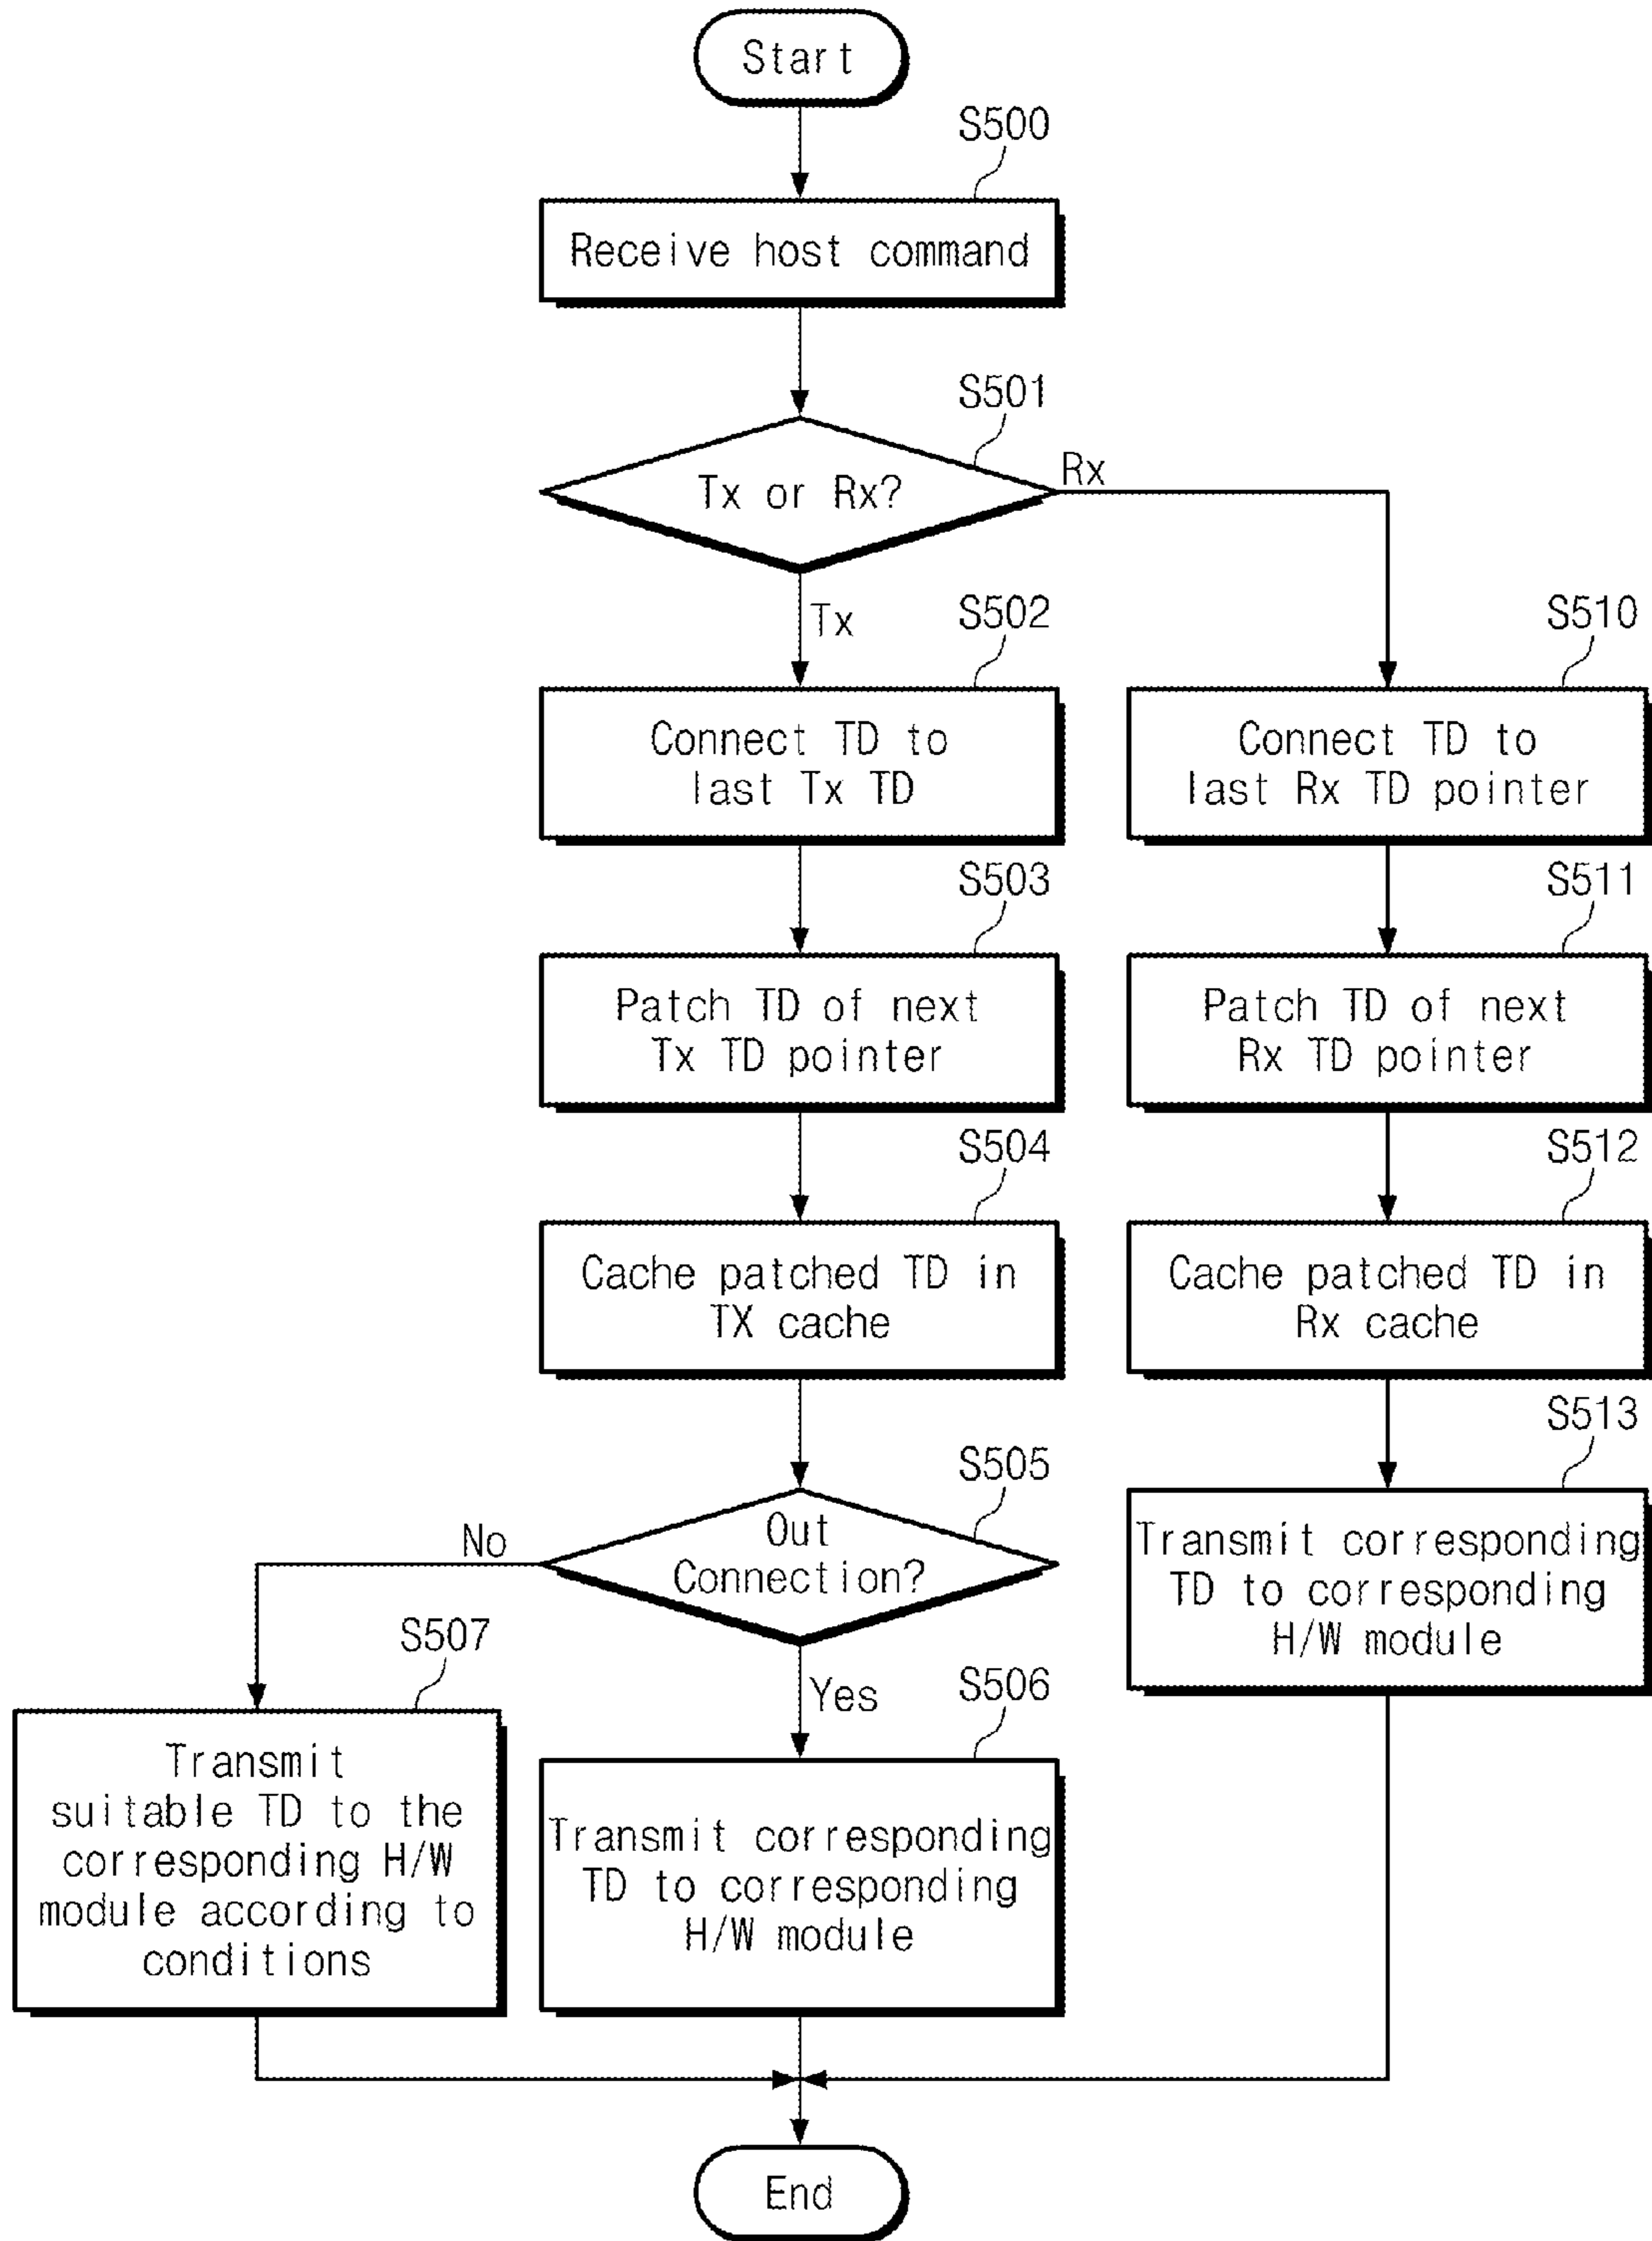 Start
S500
Receive host command
S501
Tx or Rx?
Rx
Tx
S502
Connect TD to
last Tx TD
S510
Connect TD to
last Rx TD pointer
S503
Patch TD of next
Tx TD pointer
S511
Patch TD of next
Rx TD pointer
S504
Cache patched TD in
TX cache
S512
Cache patched TD in
Rx cache
S505
Out
Connection?
No
Yes
S513
Transmit corresponding
TD to corresponding
H/W module
S507
Transmit
suitable TD to the
corresponding H/W
module according to
conditions
S506
Transmit corresponding
TD to corresponding
H/W module
End